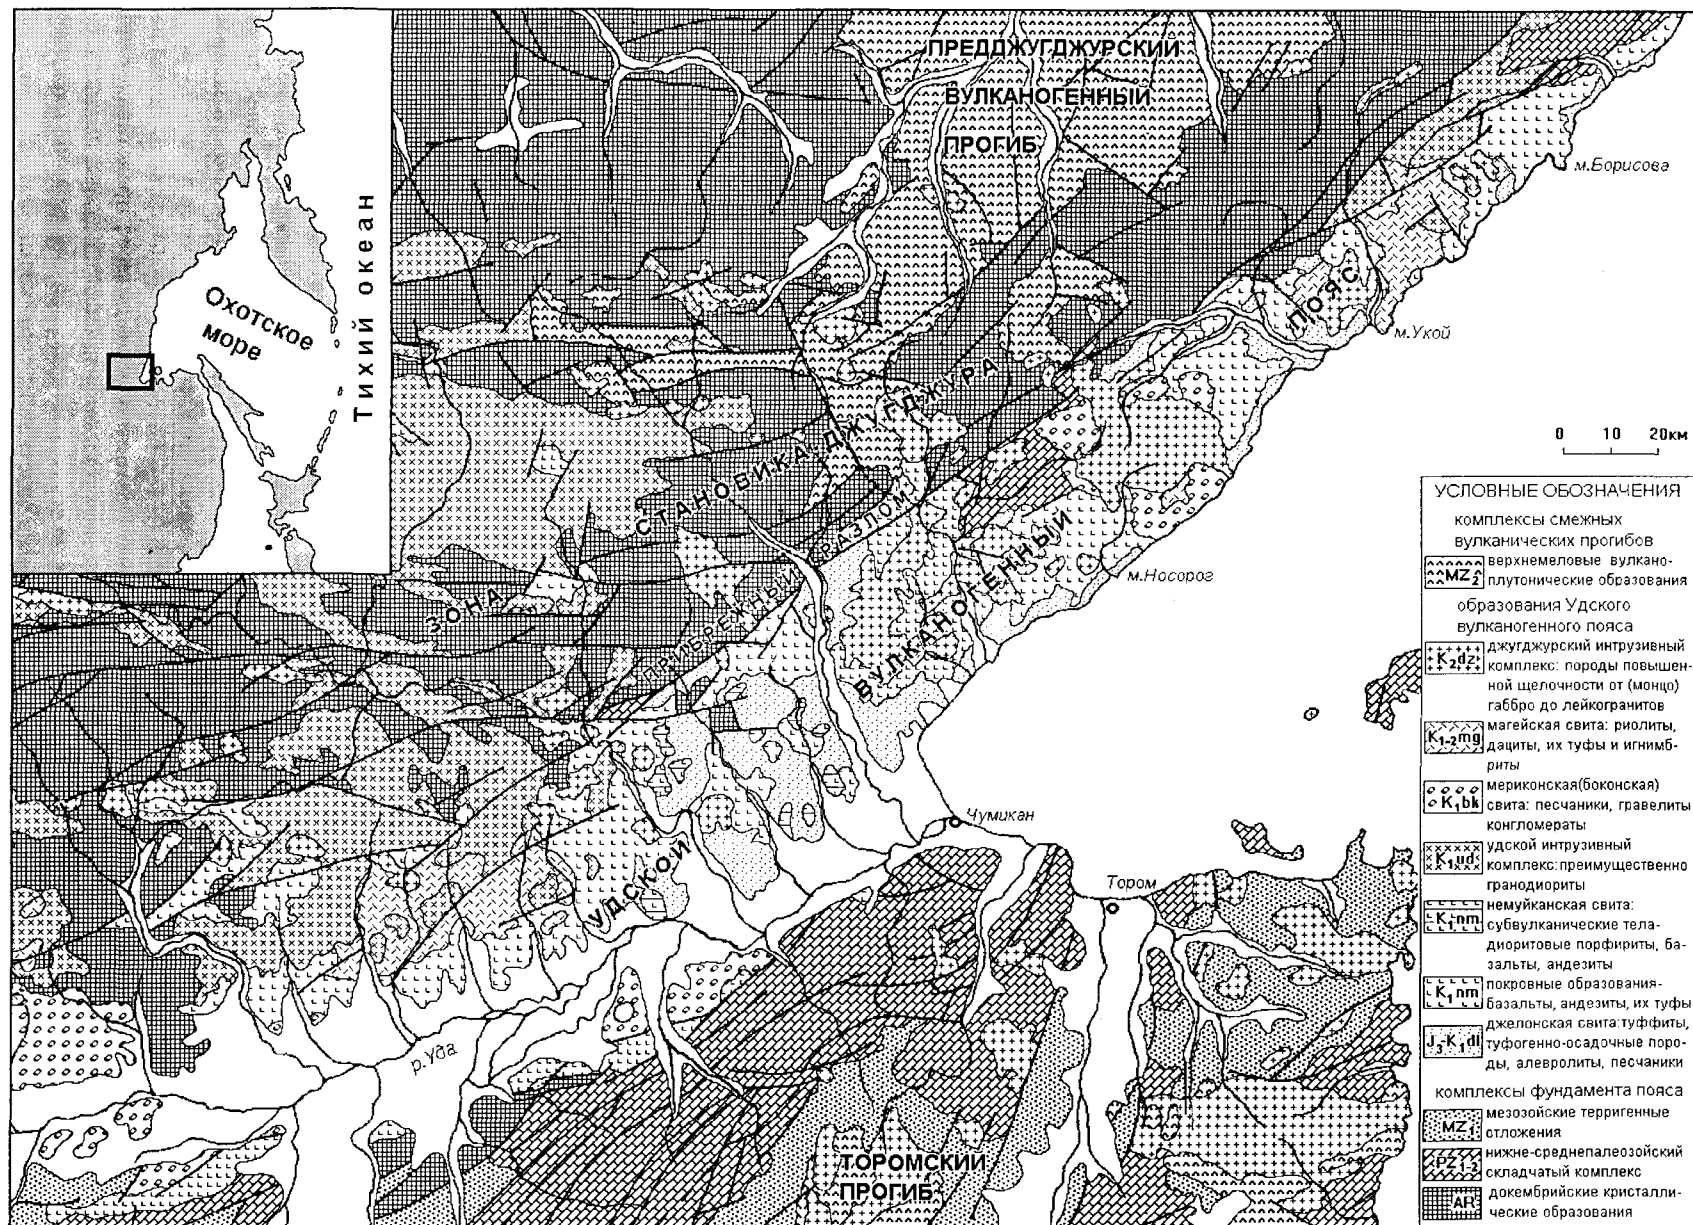 ПРЕДДЖУГДЖУРСКИЙ
ВУЛКАНОГЕННЫЙ
ПРОГИБ
Тихий океан
Охотское
море
м.Борисова
ПОЯС
м.Укой
0 10 20км
ЗОНА СТАНОВИКА-ДЖУГДЖУРА
ПРИБРЕЖНЫЙ РАЗЛОМ
м.Носорог
УДСКОЙ ВУЛКАНОГЕННЫЙ
Чумикан
Тором
р.Уда
ТОРОМСКИЙ
ПРОГИБ
УСЛОВНЫЕ ОБОЗНАЧЕНИЯ
комплексы смежных
вулканических прогибов
MZ2 верхнемеловые вулкано-
плутонические образования
образования Удского
вулканогенного пояса
K2dz джугджурский интрузивный
комплекс: породы повышен-
ной щелочности от (монцо)
габбро до лейкогранитов
K1-2mg магейская свита: риолиты,
дациты, их туфы и игнимб-
риты
K1bk мериконская(боконская)
свита: песчаники, гравелиты
конгломераты
K1ud удской интрузивный
комплекс:преимущественно
гранодиориты
K1nm немуйканская свита:
субвулканические тела-
диоритовые порфириты, ба-
зальты, андезиты
K1nm покровные образования-
базальты, андезиты, их туфы
J3-K1dl джелонская свита:туффиты,
туфогенно-осадочные поро-
ды, алевролиты, песчаники
комплексы фундамента пояса
MZ1 мезозойские терригенные
отложения
PZ1-2 нижне-среднепалеозойский
складчатый комплекс
AR докембрийские кристалли-
ческие образования